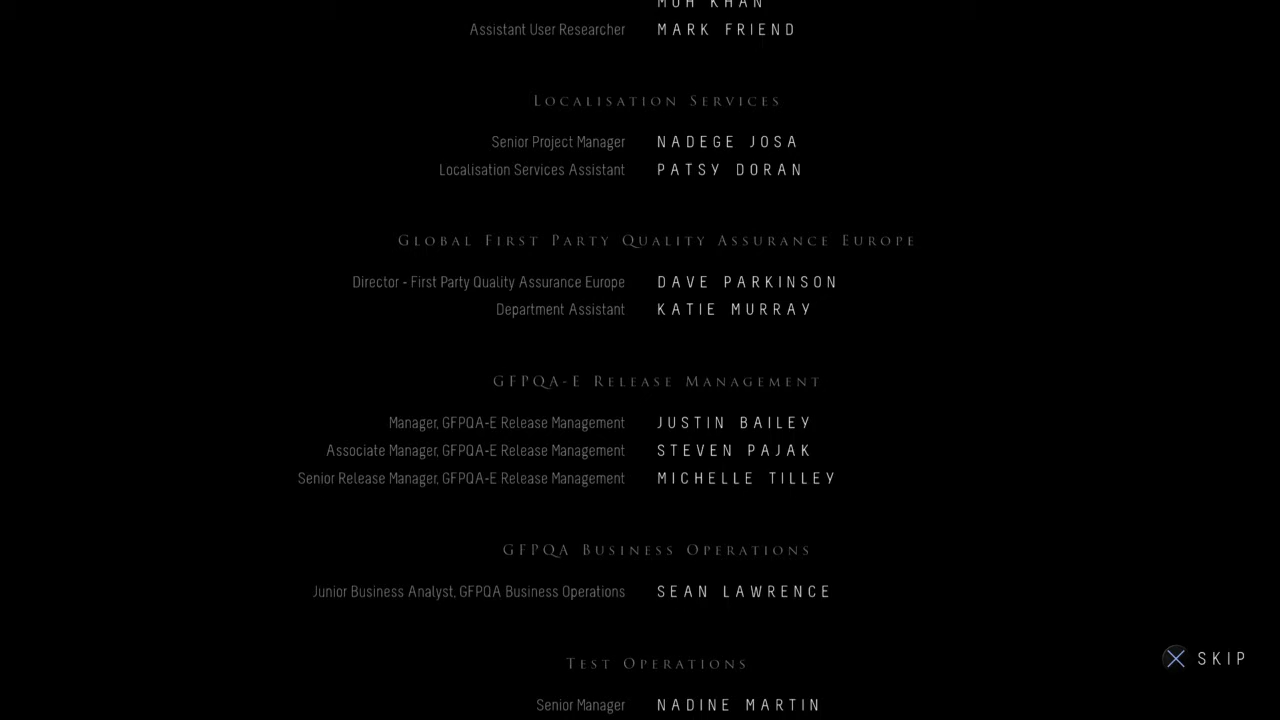 MOH KHAN
Assistant User Researcher MARK FRIEND
LOCALISATION SERVICES
Senior Project Manager NADEGE JOSA
Localisation Services Assistant PATSY DORAN
GLOBAL FIRST PARTY QUALITY ASSURANCE EUROPE
Director - First Party Quality Assurance Europe DAVE PARKINSON
Department Assistant KATIE MURRAY
GFPQA-E RELEASE MANAGEMENT
Manager, GFPQA-E Release Management JUSTIN BAILEY
Associate Manager, GFPQA-E Release Management STEVEN PAJAK
Senior Release Manager, GFPQA-E Release Management MICHELLE TILLEY
GFPQA BUSINESS OPERATIONS
Junior Business Analyst, GFPQA Business Operations SEAN LAWRENCE
TEST OPERATIONS
Senior Manager NADINE MARTIN
SKIP